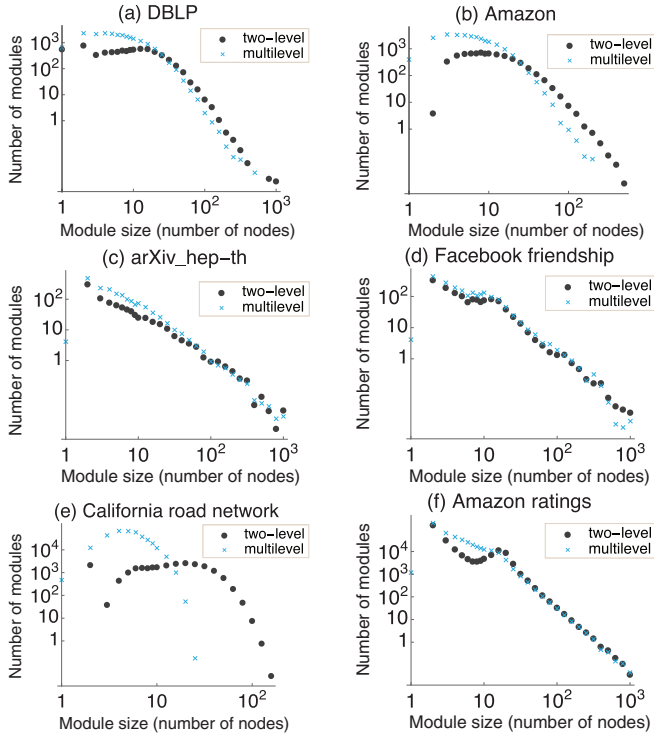 (a) DBLP
two-level
multilevel
Number of modules
10³
10²
10
1
1
10
10²
10³
Module size (number of nodes)
(b) Amazon
two-level
multilevel
Number of modules
10³
10²
10
1
1
10
10²
Module size (number of nodes)
(c) arXiv_hep-th
two-level
multilevel
Number of modules
10²
10
1
1
10
10²
10³
Module size (number of nodes)
(d) Facebook friendship
two-level
multilevel
Number of modules
10²
10
1
1
10
10²
10³
Module size (number of nodes)
(e) California road network
two-level
multilevel
Number of modules
10⁴
10³
10²
10
1
1
10
10²
Module size (number of nodes)
(f) Amazon ratings
two-level
multilevel
Number of modules
10⁴
10³
10²
10
1
1
10
10²
10³
Module size (number of nodes)